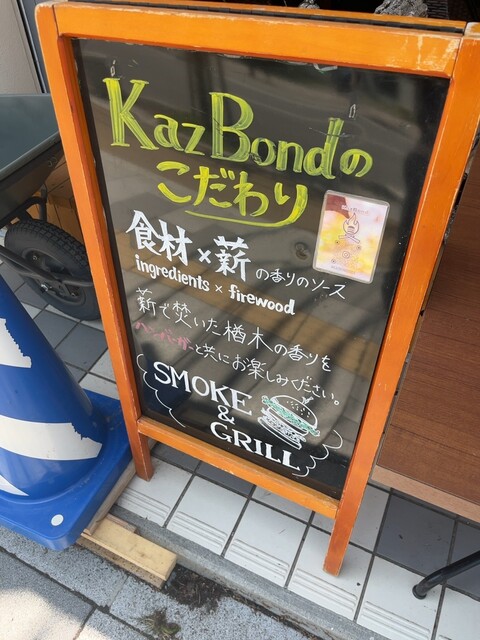 KazBondの
こだわり
食材×薪の香りのソース
ingredients × firewood
薪で焚いた楢木の香りを
ハンバーガーと共にお楽しみください。
SMOKE
&
GRILL